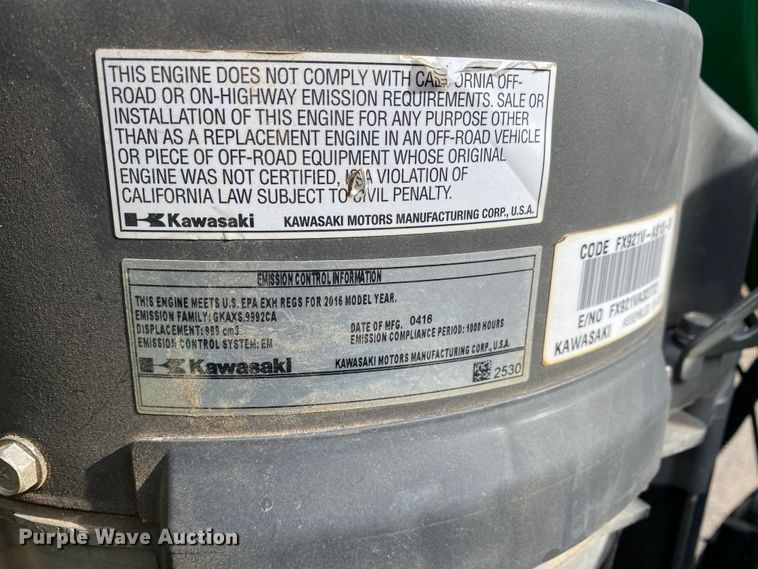 THIS ENGINE DOES NOT COMPLY WITH CALIFORNIA OFF-
ROAD OR ON-HIGHWAY EMISSION REQUIREMENTS. SALE OR
INSTALLATION OF THIS ENGINE FOR ANY PURPOSE OTHER
THAN AS A REPLACEMENT ENGINE IN AN OFF-ROAD VEHICLE
OR PIECE OF OFF-ROAD EQUIPMENT WHOSE ORIGINAL
ENGINE WAS NOT CERTIFIED, IS A VIOLATION OF
CALIFORNIA LAW SUBJECT TO CIVIL PENALTY.
Kawasaki KAWASAKI MOTORS MANUFACTURING CORP., U.S.A.
EMISSION CONTROL INFORMATION
THIS ENGINE MEETS U.S. EPA EXH REGS FOR 2016 MODEL YEAR.
EMISSION FAMILY: GKAXS.9992CA
DISPLACEMENT: 999 cm3 DATE OF MFG. 0416
EMISSION CONTROL SYSTEM: EM EMISSION COMPLIANCE PERIOD: 1000 HOURS
Kawasaki KAWASAKI MOTORS MANUFACTURING CORP., U.S.A.
2530
CODE FX921V-
E/NO
KAWASAKI
Purple Wave Auction